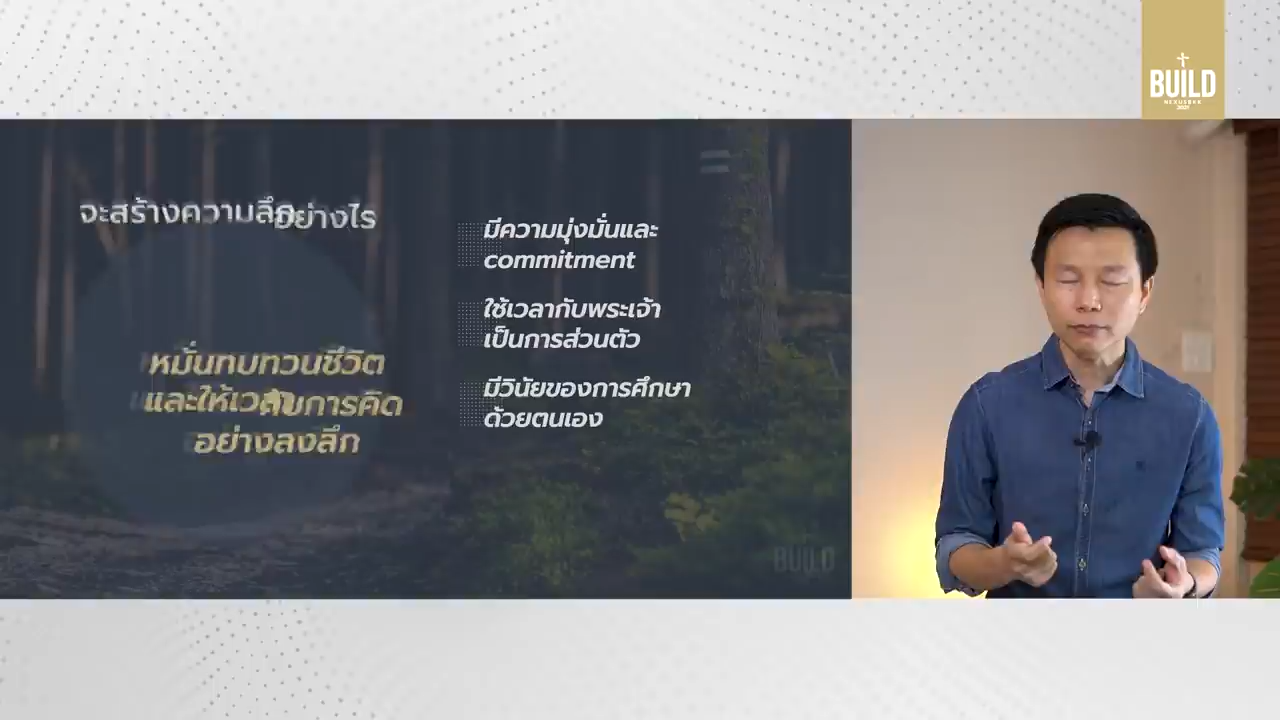 BUILD
NEXUSBKK
2021
จะสร้างความลึกอย่างไร
หมั่นทบทวนชีวิต
และให้เวลากับการคิด
อย่างลงลึก
มีความมุ่งมั่นและ
commitment
ใช้เวลากับพระเจ้า
เป็นการส่วนตัว
มีวินัยของการศึกษา
ด้วยตนเอง
BUILD